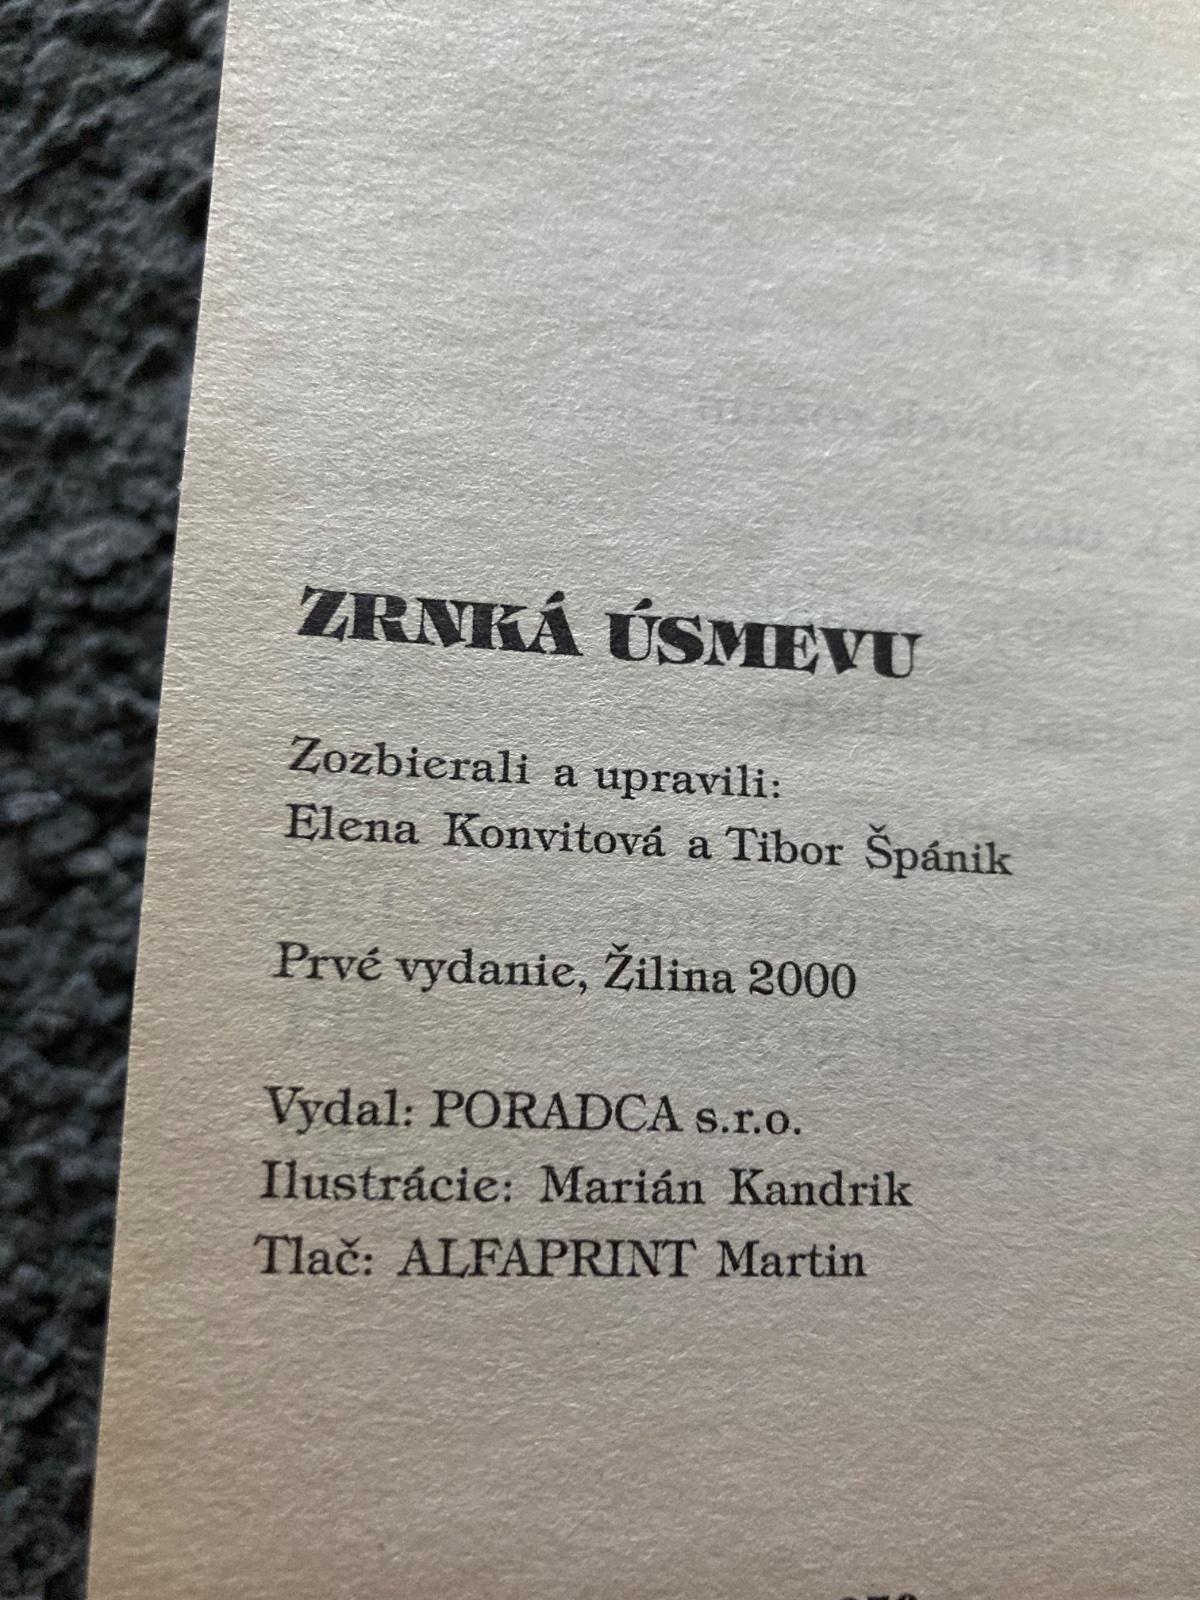 ZRNKÁ ÚSMEVU
Zozbierali a upravili:
Elena Konvitová a Tibor Špánik
Prvé vydanie, Žilina 2000
Vydal: PORADCA s.r.o.
Ilustrácie: Marián Kandrik
Tlač: ALFAPRINT Martin